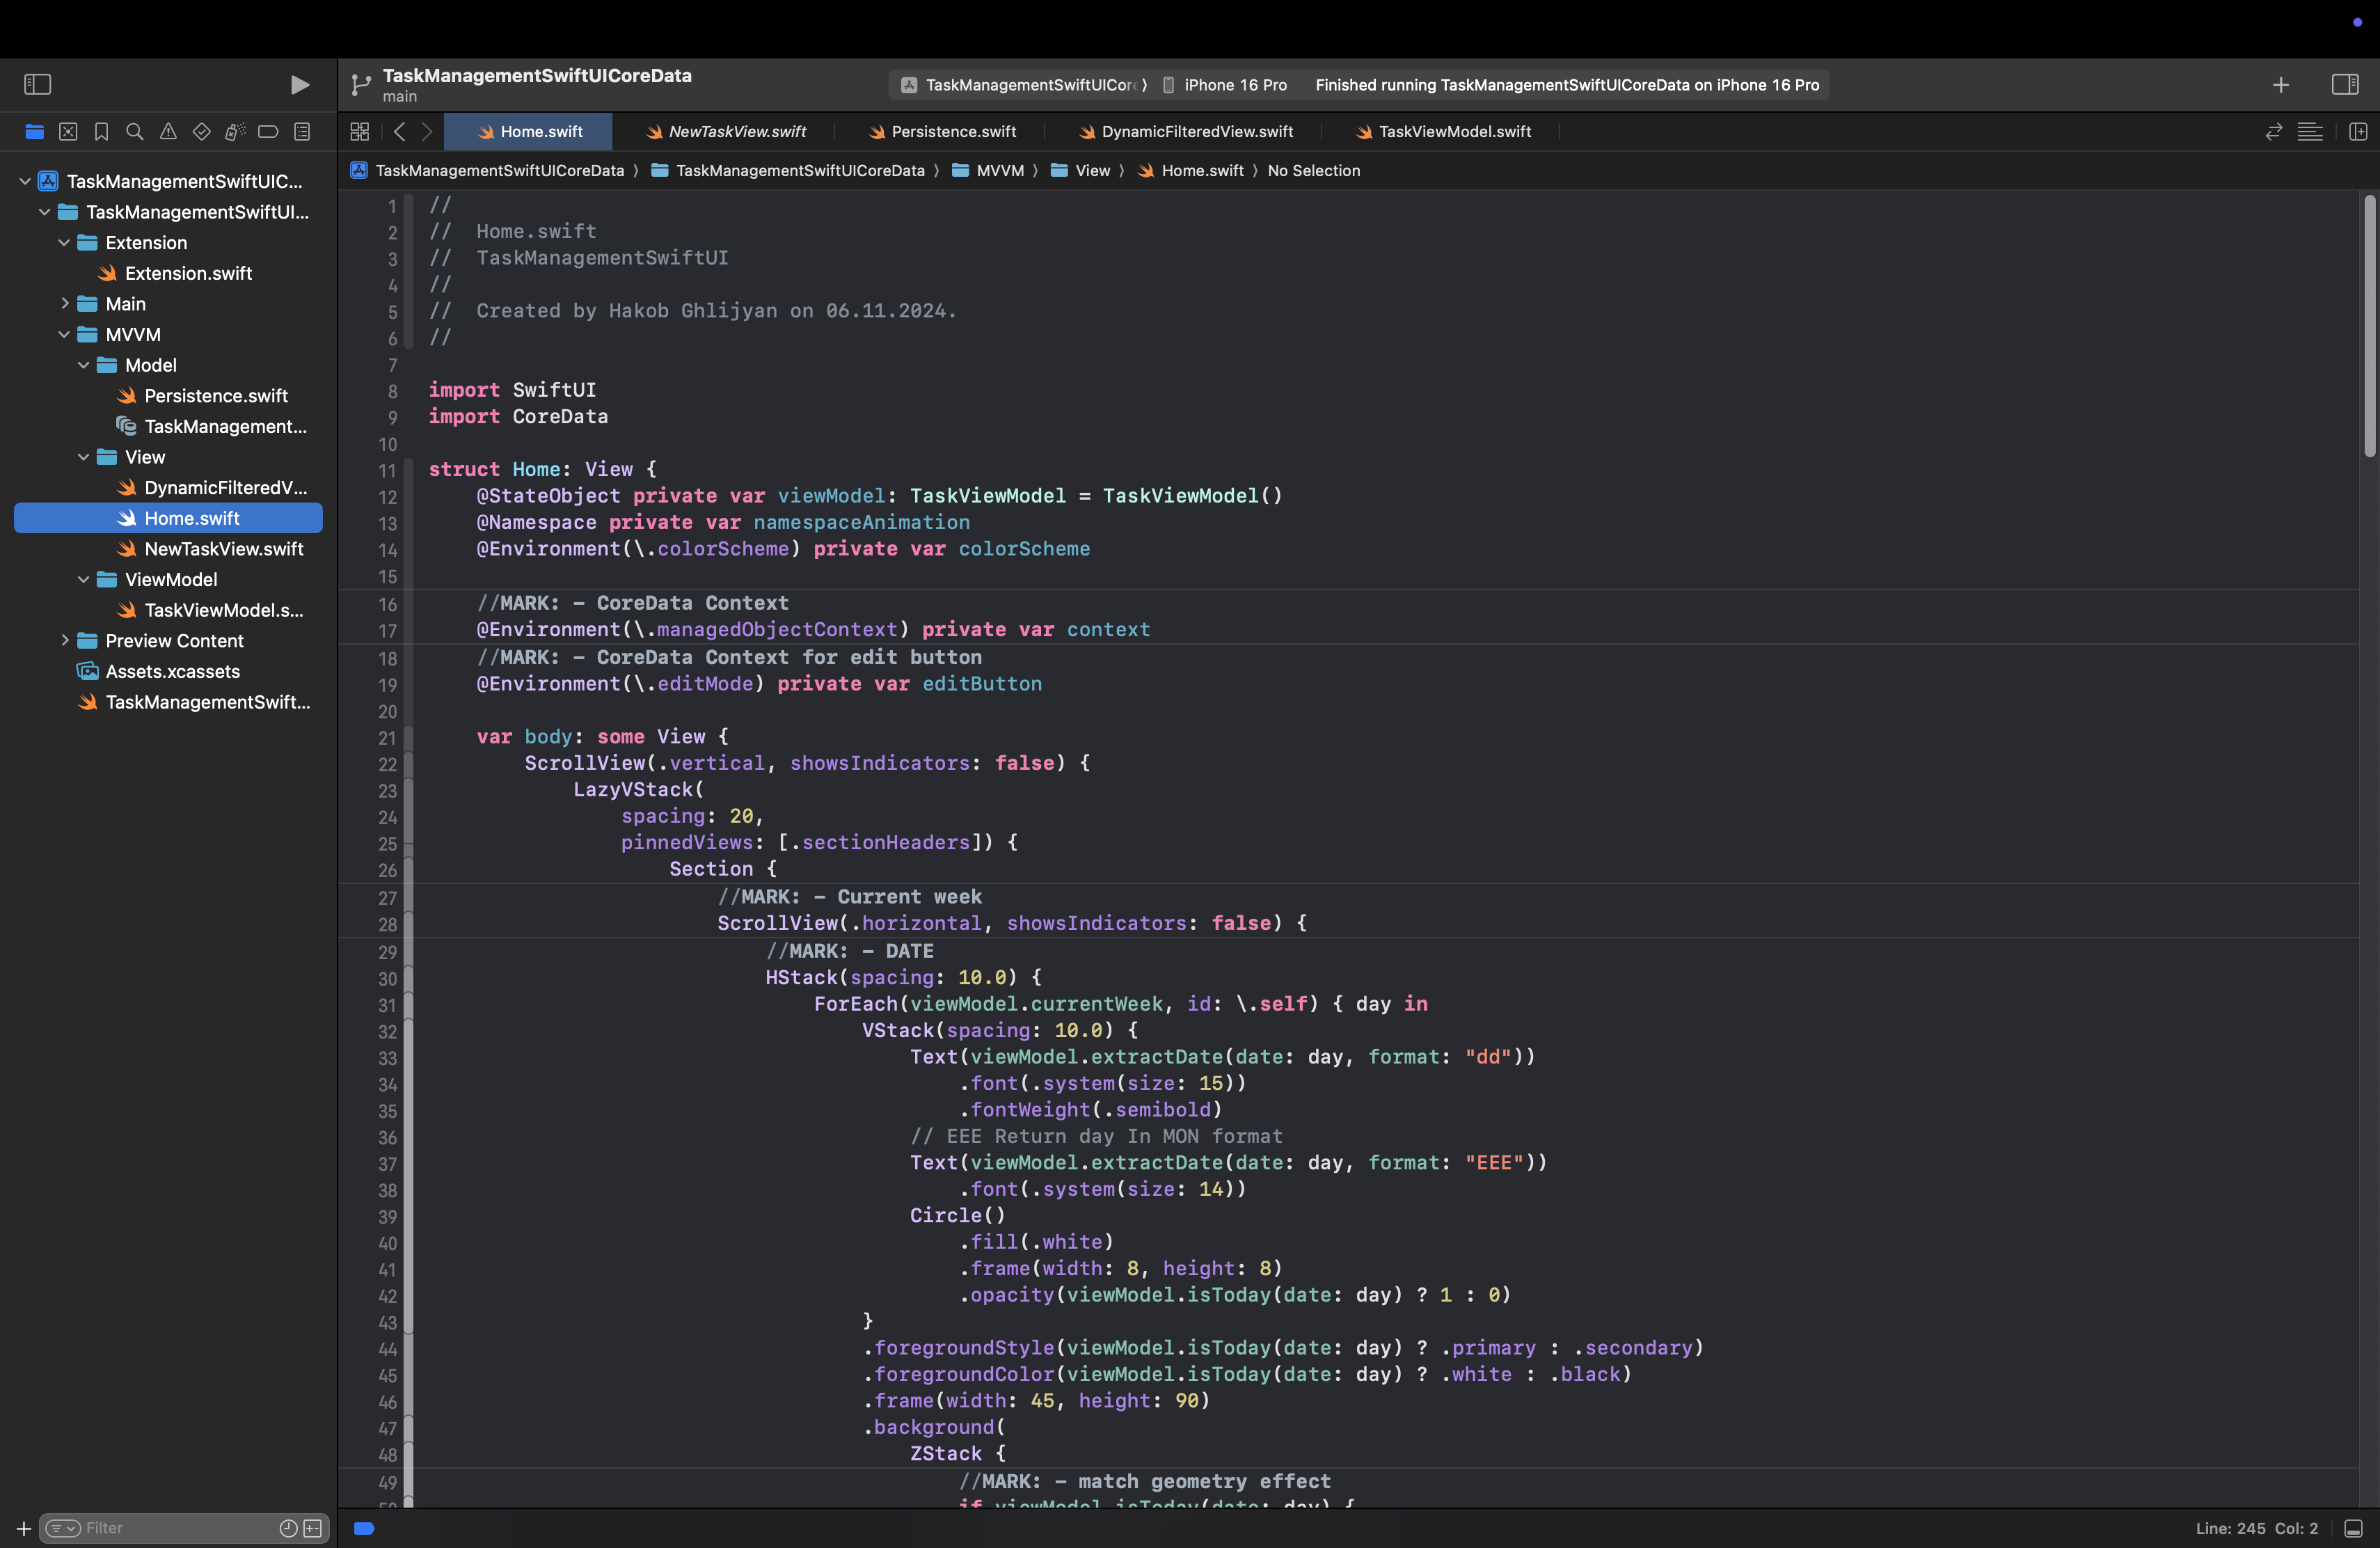 TaskManagementSwiftUICoreData
main
TaskManagementSwiftUICor
iPhone 16 Pro
Finished running TaskManagementSwiftUICoreData on iPhone 16 Pro
Home.swift
NewTaskView.swift
Persistence.swift
DynamicFilteredView.swift
TaskViewModel.swift
TaskManagementSwiftUICoreData 〉 TaskManagementSwiftUICoreData 〉 MVVM 〉 View 〉 Home.swift 〉 No Selection
TaskManagementSwiftUIC...
TaskManagementSwiftUI...
Extension
Extension.swift
Main
MVVM
Model
Persistence.swift
TaskManagement...
View
DynamicFilteredV...
Home.swift
NewTaskView.swift
ViewModel
TaskViewModel.s...
Preview Content
Assets.xcassets
TaskManagementSwift...
Filter
1 //
2 //  Home.swift
3 //  TaskManagementSwiftUI
4 //
5 //  Created by Hakob Ghlijyan on 06.11.2024.
6 //
7
8 import SwiftUI
9 import CoreData
10
11 struct Home: View {
12     @StateObject private var viewModel: TaskViewModel = TaskViewModel()
13     @Namespace private var namespaceAnimation
14     @Environment(\.colorScheme) private var colorScheme
15
16     //MARK: - CoreData Context
17     @Environment(\.managedObjectContext) private var context
18     //MARK: - CoreData Context for edit button
19     @Environment(\.editMode) private var editButton
20
21     var body: some View {
22         ScrollView(.vertical, showsIndicators: false) {
23             LazyVStack(
24                 spacing: 20,
25                 pinnedViews: [.sectionHeaders]) {
26                     Section {
27                         //MARK: - Current week
28                         ScrollView(.horizontal, showsIndicators: false) {
29                             //MARK: - DATE
30                             HStack(spacing: 10.0) {
31                                 ForEach(viewModel.currentWeek, id: \.self) { day in
32                                     VStack(spacing: 10.0) {
33                                         Text(viewModel.extractDate(date: day, format: "dd"))
34                                             .font(.system(size: 15))
35                                             .fontWeight(.semibold)
36                                         // EEE Return day In MON format
37                                         Text(viewModel.extractDate(date: day, format: "EEE"))
38                                             .font(.system(size: 14))
39                                         Circle()
40                                             .fill(.white)
41                                             .frame(width: 8, height: 8)
42                                             .opacity(viewModel.isToday(date: day) ? 1 : 0)
43                                     }
44                                     .foregroundStyle(viewModel.isToday(date: day) ? .primary : .secondary)
45                                     .foregroundColor(viewModel.isToday(date: day) ? .white : .black)
46                                     .frame(width: 45, height: 90)
47                                     .background(
48                                         ZStack {
49                                             //MARK: - match geometry effect
50                                             if viewModel.isToday(date: day) {
Line: 245 Col: 2